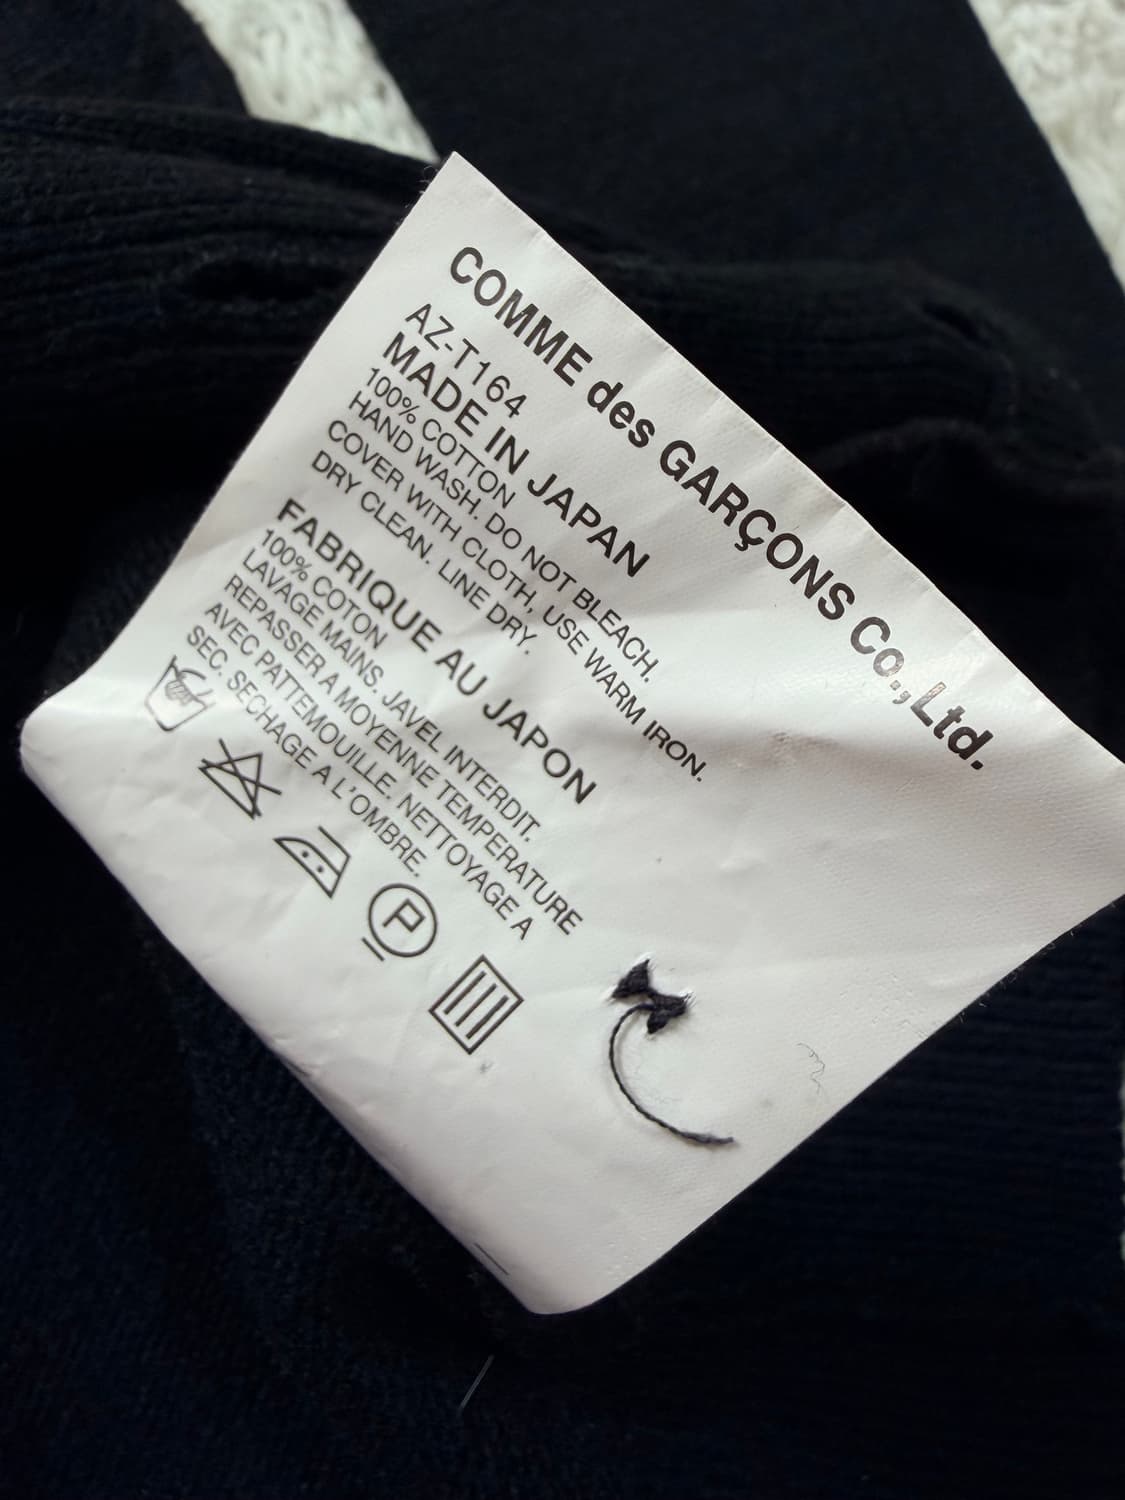 COMME des GARÇONS Co.,Ltd.
AZ-T164
MADE IN JAPAN
100% COTTON
HAND WASH. DO NOT BLEACH.
COVER WITH CLOTH, USE WARM IRON.
DRY CLEAN. LINE DRY.
FABRIQUE AU JAPON
100% COTON
LAVAGE MAINS. JAVEL INTERDIT.
REPASSER A MOYENNE TEMPERATURE
AVEC PATTEMOUILLE. NETTOYAGE A
SEC. SECHAGE A L'OMBRE.
P